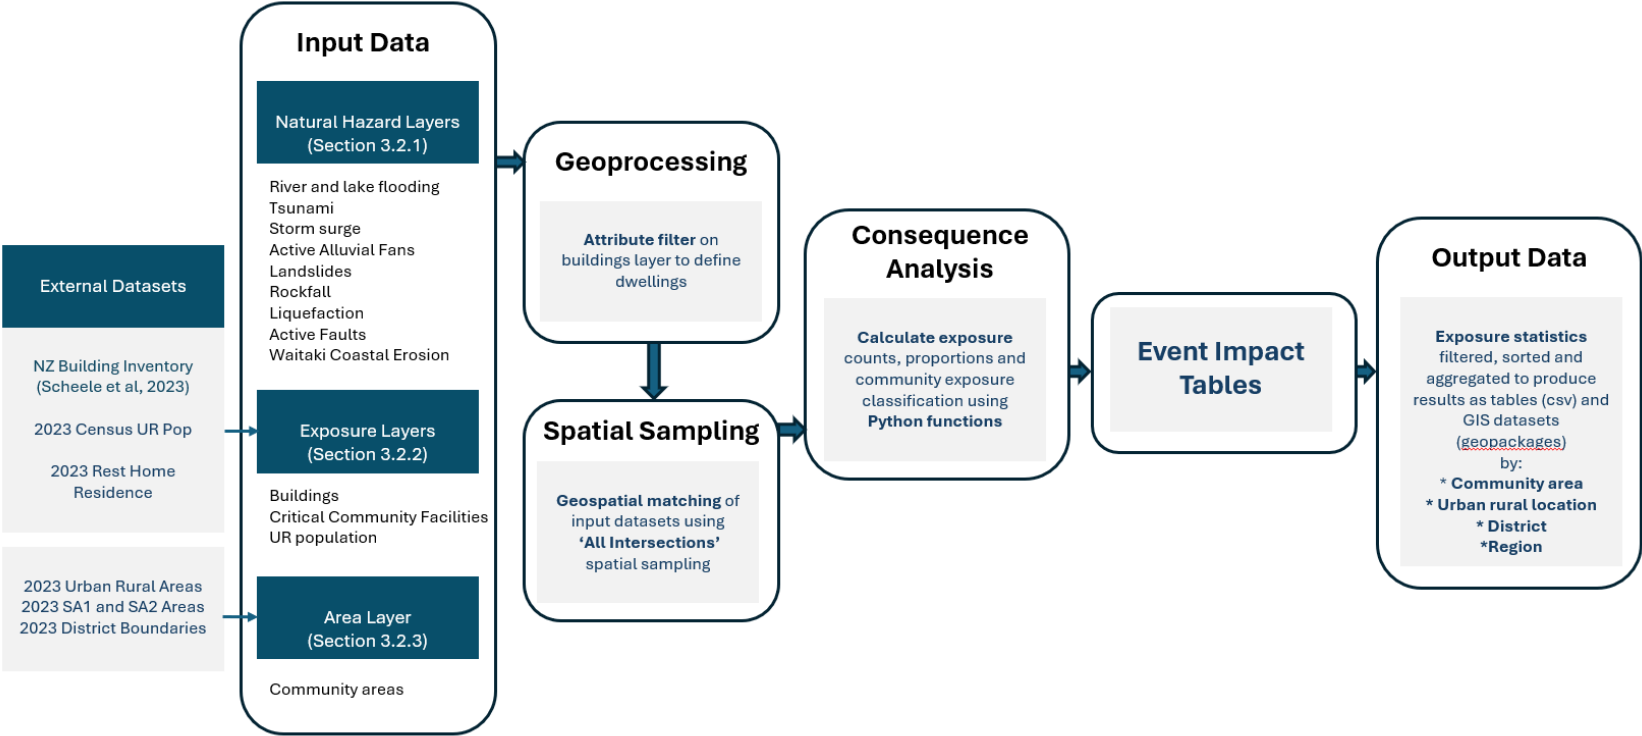 External Datasets
NZ Building Inventory
(Scheele et al, 2023)
2023 Census UR Pop
2023 Rest Home
Residence
2023 Urban Rural Areas
2023 SA1 and SA2 Areas
2023 District Boundaries
Input Data
Natural Hazard Layers
(Section 3.2.1)
River and lake flooding
Tsunami
Storm surge
Active Alluvial Fans
Landslides
Rockfall
Liquefaction
Active Faults
Waitaki Coastal Erosion
Exposure Layers
(Section 3.2.2)
Buildings
Critical Community Facilities
UR population
Area Layer
(Section 3.2.3)
Community areas
Geoprocessing
Attribute filter on
buildings layer to define
dwellings
Spatial Sampling
Geospatial matching of
input datasets using
‘All Intersections’
spatial sampling
Consequence
Analysis
Calculate exposure
counts, proportions and
community exposure
classification using
Python functions
Event Impact
Tables
Output Data
Exposure statistics
filtered, sorted and
aggregated to produce
results as tables (csv) and
GIS datasets
(geopackages)
by:
* Community area
* Urban rural location
* District
*Region